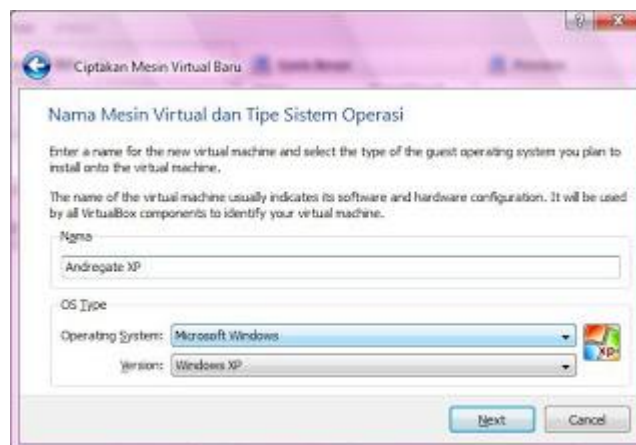 Ciptakan Mesin Virtual Baru
Nama Mesin Virtual dan Tipe Sistem Operasi
Enter a name for the new virtual machine and select the type of the guest operating system you plan to
install onto the virtual machine.
The name of the virtual machine usually indicates its software and hardware configuration. It will be used
by all VirtualBox components to identify your virtual machine.
Nama
Andregate XP
OS Type
Operating System: Microsoft Windows
Version: Windows XP
XP
Next Cancel